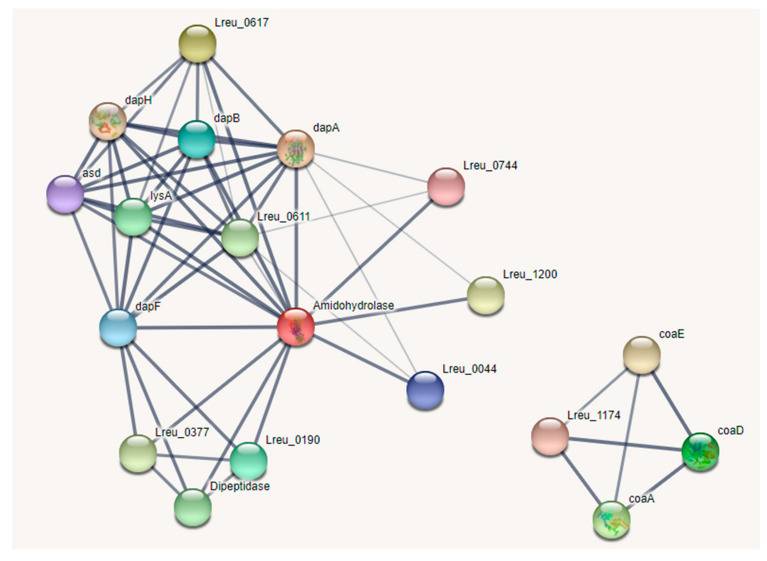 Lreu_0617
dapH
dapB
dapA
Lreu_0744
asd
lysA
Lreu_0611
Lreu_1200
dapF
Amidohydrolase
coaE
Lreu_0044
Lreu_1174
coaD
Lreu_0377
Lreu_0190
Dipeptidase
coaA